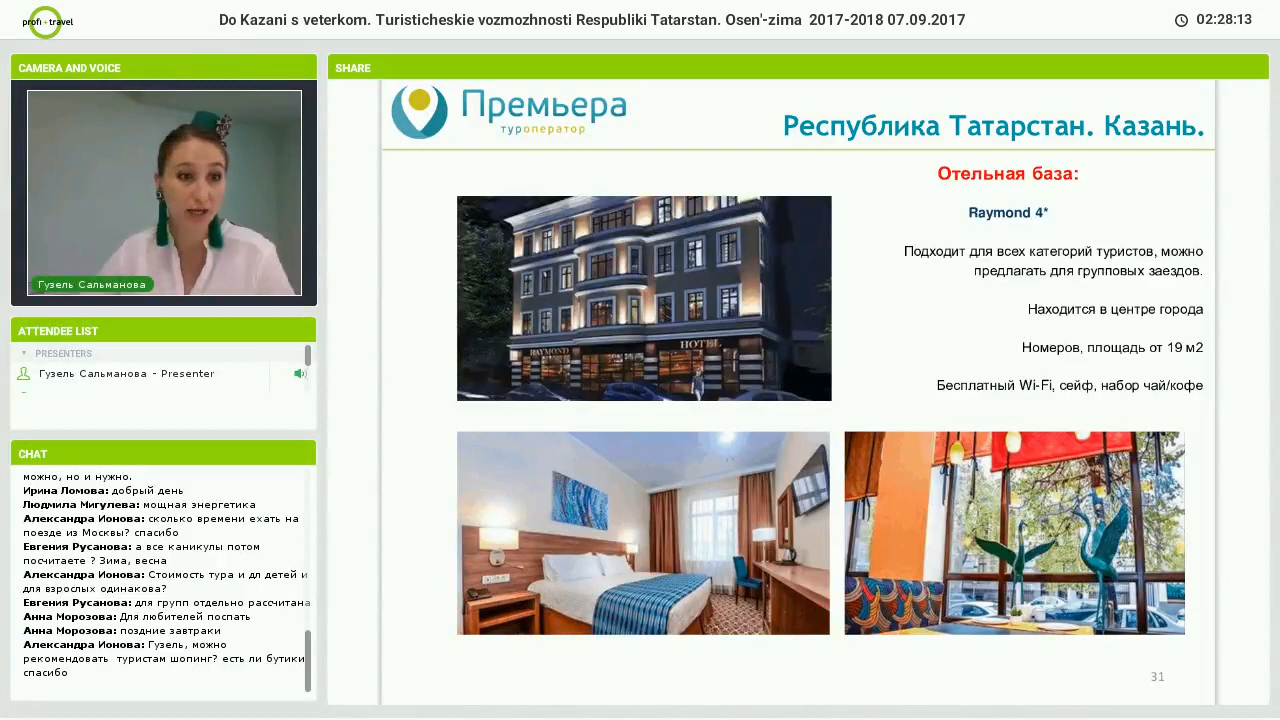 profi travel
Do Kazani s veterkom. Turisticheskie vozmozhnosti Respubliki Tatarstan. Osen'-zima 2017-2018 07.09.2017
02:28:13
CAMERA AND VOICE
Гузель Сальманова
ATTENDEE LIST
PRESENTERS
Гузель Сальманова - Presenter
CHAT
можно, но и нужно.
Ирина Ломова: добрый день
Людмила Мигулева: мощная энергетика
Александра Ионова: сколько времени ехать на
поезде из Москвы? спасибо
Евгения Русанова: а все каникулы потом
посчитаете ? Зима, весна
Александра Ионова: Стоимость тура и дл детей и
для взрослых одинакова?
Евгения Русанова: для групп отдельно рассчитана
Анна Морозова: Для любителей поспать
Анна Морозова: поздние завтраки
Александра Ионова: Гузель, можно
рекомендовать туристам шопинг? есть ли бутики
спасибо
SHARE
Премьера
туроператор
Республика Татарстан. Казань.
Отельная база:
Raymond 4*
Подходит для всех категорий туристов, можно
предлагать для групповых заездов.
Находится в центре города
Номеров, площадь от 19 м2
Бесплатный Wi-Fi, сейф, набор чай/кофе
RAYMOND HOTEL
31